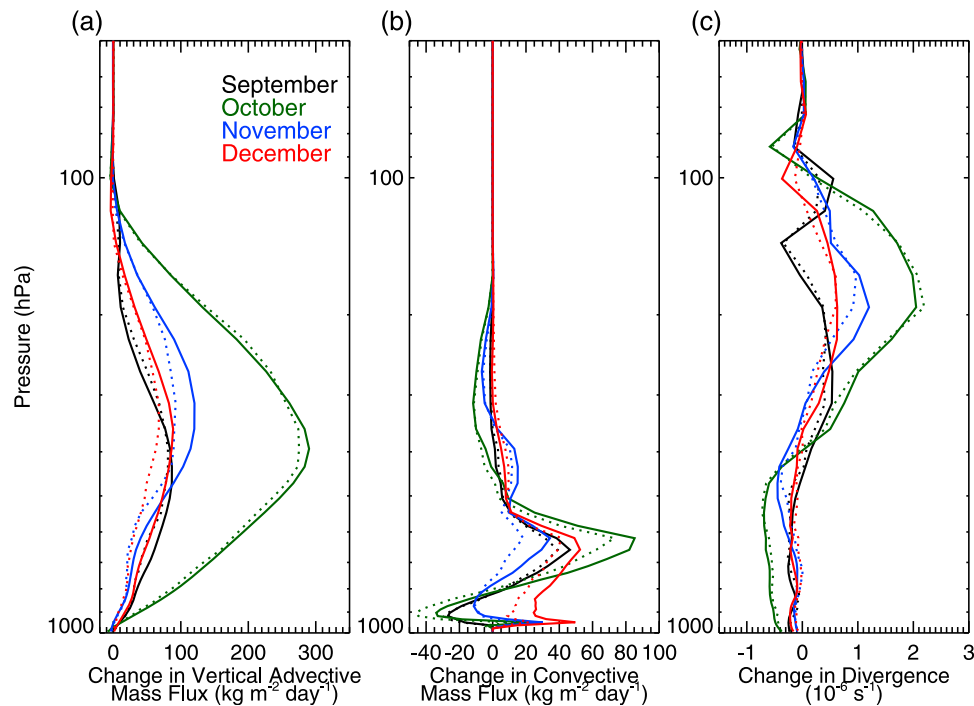 (a) (b) (c)
September
October
November
December
100 100 100
Pressure (hPa)
1000 1000 1000
0 100 200 300
-40 -20 0 20 40 60 80 100
-1 0 1 2 3
Change in Vertical Advective
Mass Flux (kg m⁻² day⁻¹)
Change in Convective
Mass Flux (kg m⁻² day⁻¹)
Change in Divergence
(10⁻⁶ s⁻¹)